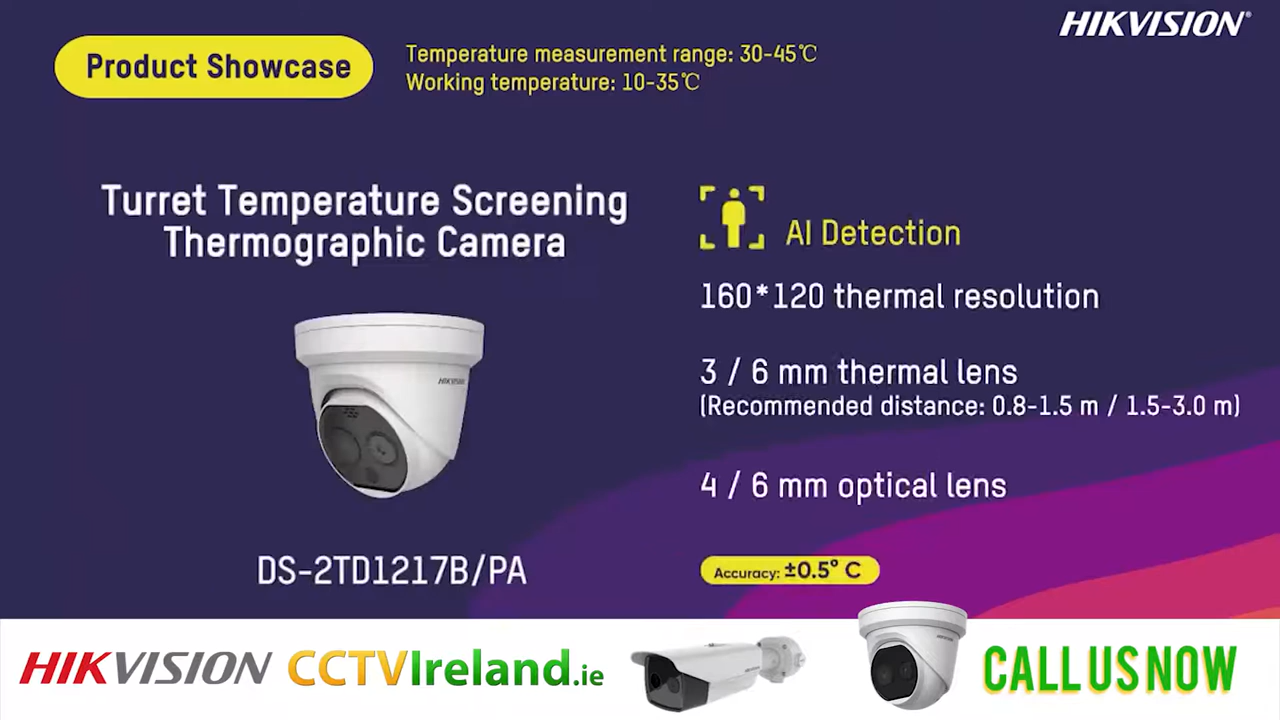 HIKVISION®
Product Showcase
Temperature measurement range: 30-45℃
Working temperature: 10-35℃
Turret Temperature Screening
Thermographic Camera
HIKVISION
DS-2TD1217B/PA
AI Detection
160*120 thermal resolution
3 / 6 mm thermal lens
(Recommended distance: 0.8-1.5 m / 1.5-3.0 m)
4 / 6 mm optical lens
Accuracy: ±0.5° C
HIKVISION CCTVIreland.ie
CALL US NOW